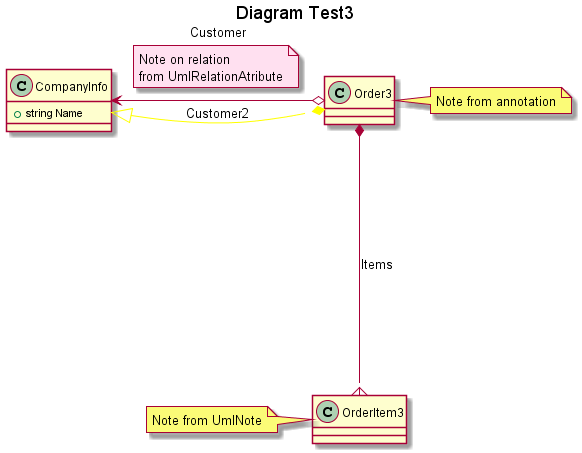 Diagram Test3
Customer
Note on relation
from UmlRelationAtribute
C CompanyInfo
string Name
C Order3
Note from annotation
Customer2
Items
C OrderItem3
Note from UmlNote